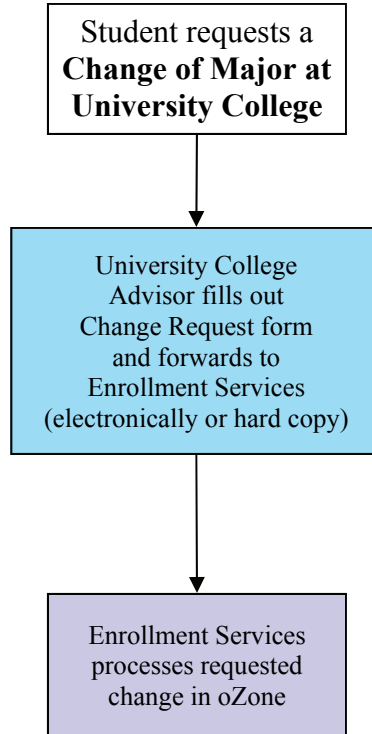 Student requests a
Change of Major at
University College
University College
Advisor fills out
Change Request form
and forwards to
Enrollment Services
(electronically or hard copy)
Enrollment Services
processes requested
change in oZone